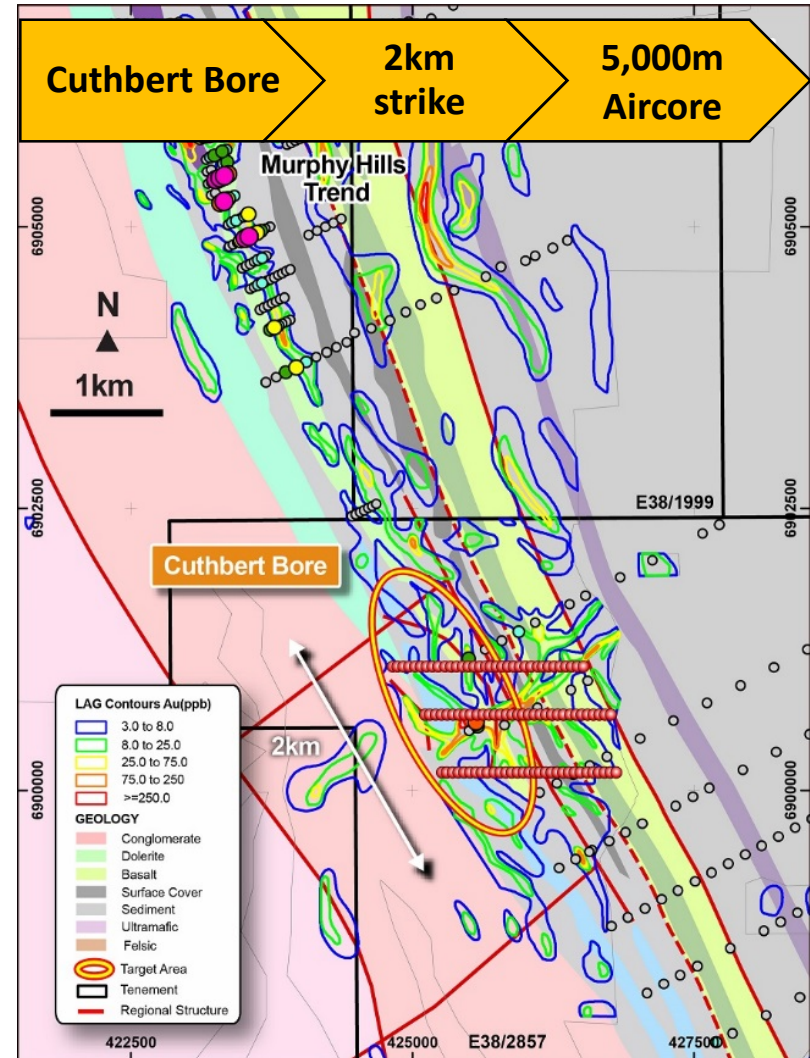 Cuthbert Bore
2km
strike
5,000m
Aircore
Murphy Hills
Trend
6905000
6905000
N
1km
6902500
6902500
E38/1999
Cuthbert Bore
2km
LAG Contours Au(ppb)
3.0 to 8.0
8.0 to 25.0
25.0 to 75.0
75.0 to 250
>=250.0
GEOLOGY
Conglomerate
Dolerite
Basalt
Surface Cover
Sediment
Ultramafic
Felsic
Target Area
Tenement
Regional Structure
6900000
6900000
422500
425000
E38/2857
427500